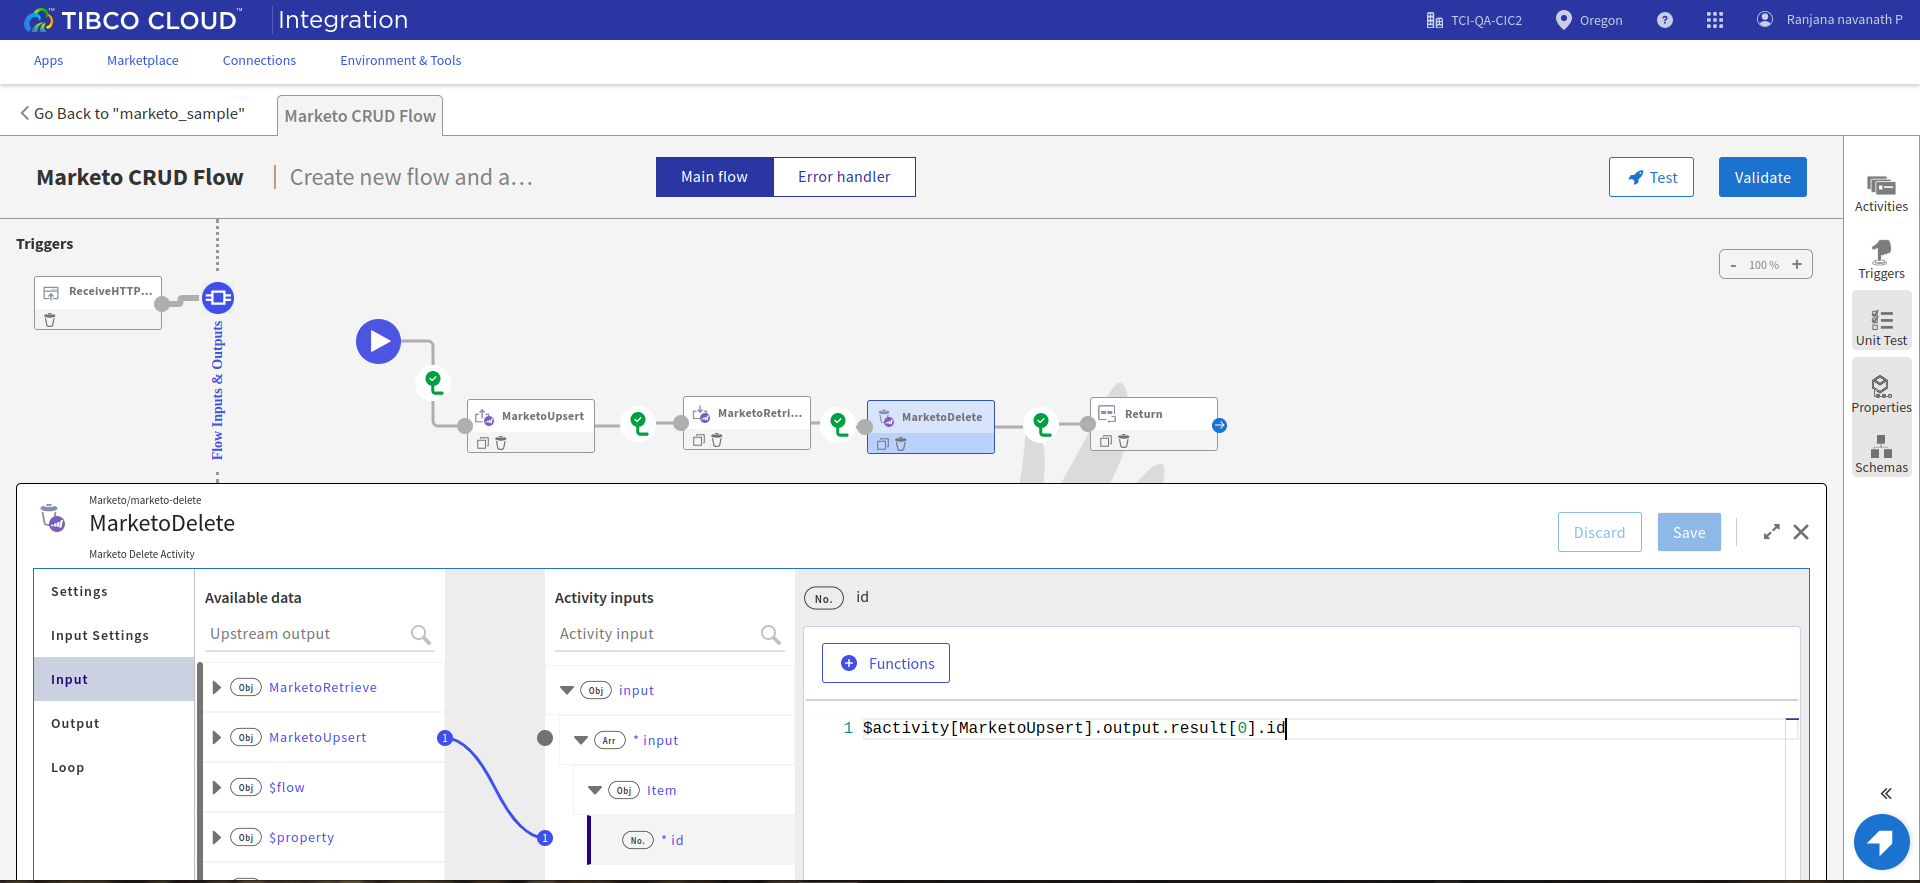 TIBCO CLOUD™ Integration
TCI-QA-CIC2
Oregon
?
Ranjana navanath P
Apps
Marketplace
Connections
Environment & Tools
Go Back to "marketo_sample"
Marketo CRUD Flow
Marketo CRUD Flow
Create new flow and a...
Main flow
Error handler
Test
Validate
Triggers
- 100 % +
ReceiveHTTP...
Flow Inputs & Outputs
MarketoUpsert
MarketoRetri...
MarketoDelete
Return
Activities
Triggers
Unit Test
Properties
Schemas
Marketo/marketo-delete
MarketoDelete
Marketo Delete Activity
Discard
Save
Settings
Input Settings
Input
Output
Loop
Available data
Upstream output
Obj MarketoRetrieve
Obj MarketoUpsert
Obj $flow
Obj $property
1
1
Activity inputs
Activity input
Obj input
Arr * input
Obj Item
No. * id
No. id
Functions
1 $activity[MarketoUpsert].output.result[0].id